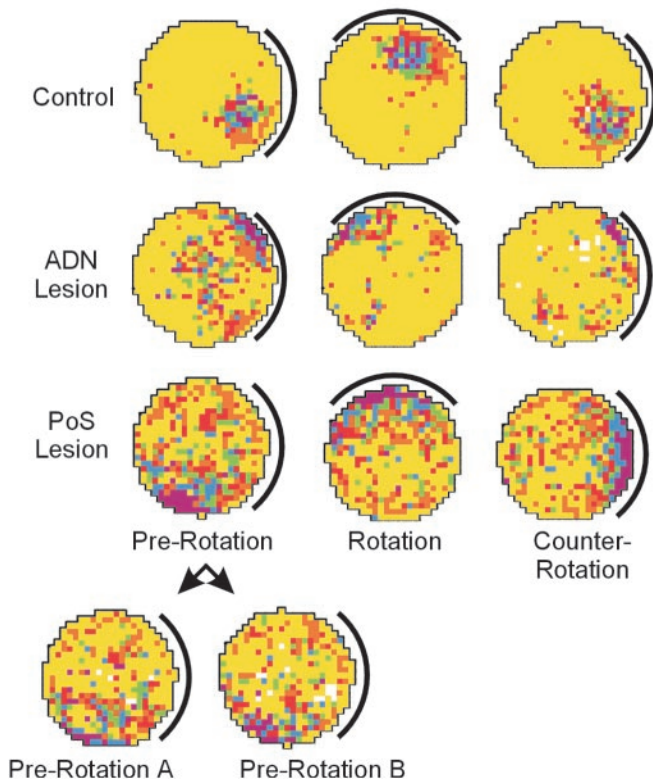 Control
ADN
Lesion
PoS
Lesion
Pre-Rotation
Rotation
Counter-
Rotation
Pre-Rotation A
Pre-Rotation B